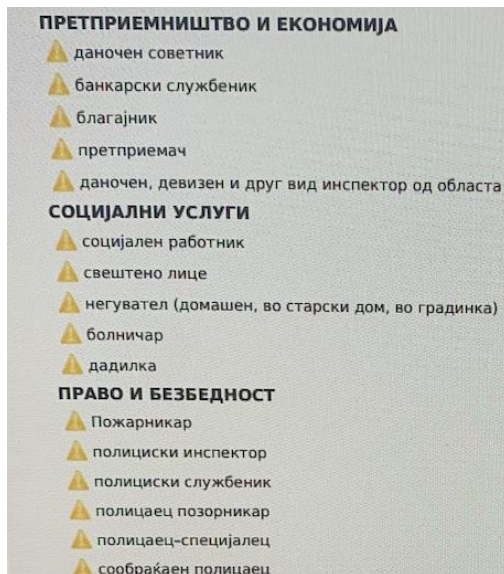 ПРЕТПРИЕМНИШТВО И ЕКОНОМИЈА
даночен советник
банкарски службеник
благајник
претприемач
даночен, девизен и друг вид инспектор од областа
СОЦИЈАЛНИ УСЛУГИ
социјален работник
свештено лице
негувател (домашен, во старски дом, во градинка)
болничар
дадилка
ПРАВО И БЕЗБЕДНОСТ
Пожарникар
полициски инспектор
полициски службеник
полицаец позорникар
полицаец-специјалец
сообраќаен полицаец